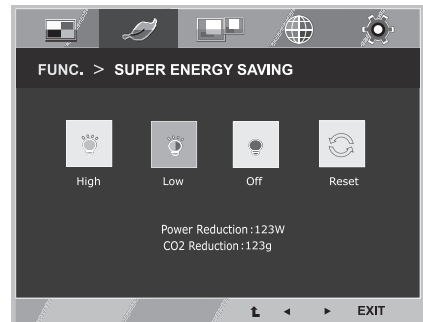 FUNC. > SUPER ENERGY SAVING
High Low Off Reset
Power Reduction :123W
CO2 Reduction :123g
EXIT